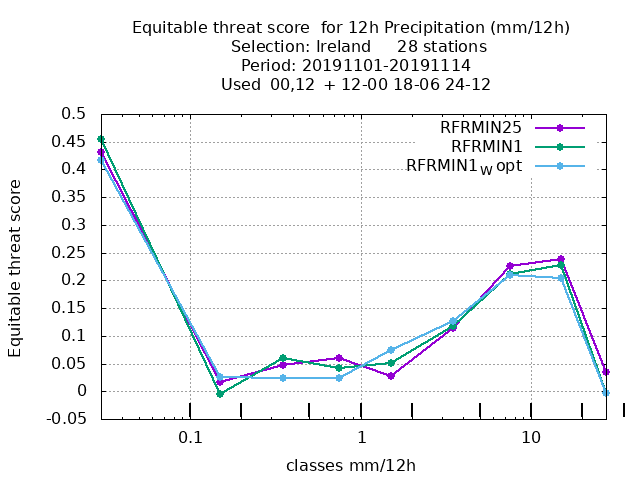 Equitable threat score for 12h Precipitation (mm/12h)
Selection: Ireland 28 stations
Period: 20191101-20191114
Used 00,12 + 12-00 18-06 24-12
RFRMIN25
RFRMIN1
RFRMIN1W opt
0.5
0.45
0.4
0.35
0.3
0.25
0.2
0.15
0.1
0.05
0
-0.05
Equitable threat score
0.1
1
10
classes mm/12h